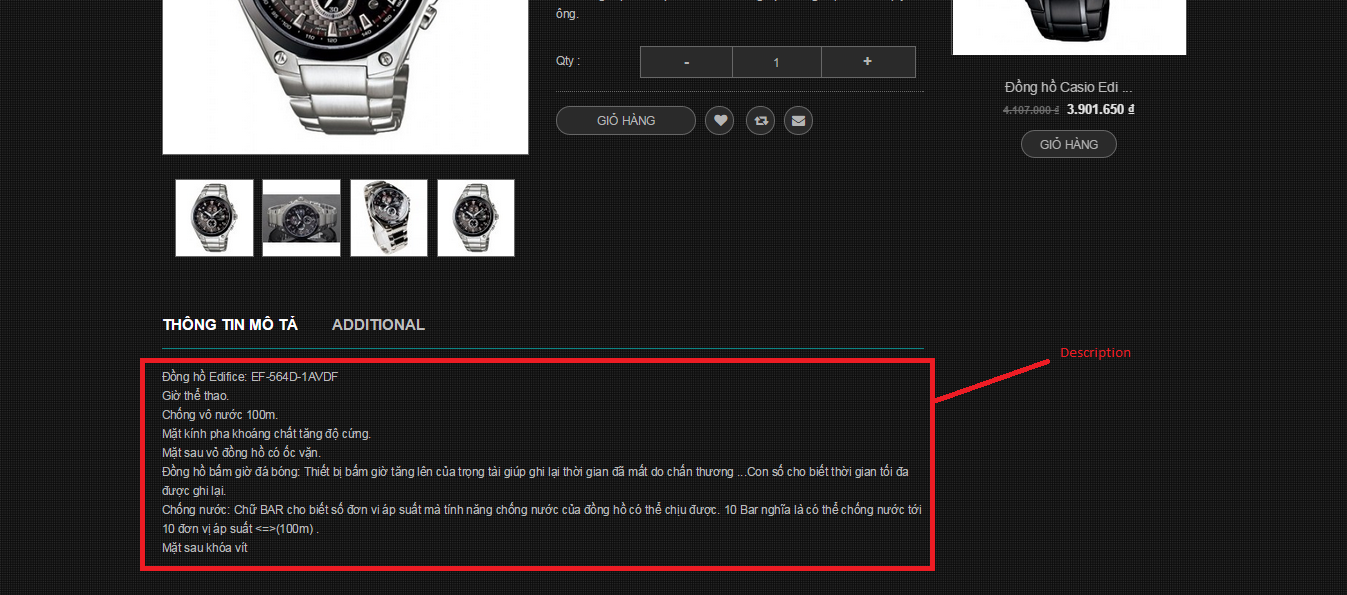 ông.
Qty :
-
1
+
GIỎ HÀNG
Đồng hồ Casio Edi ...
4.107.000 ₫ 3.901.650 ₫
GIỎ HÀNG
THÔNG TIN MÔ TẢ
ADDITIONAL
Description
Đồng hồ Edifice: EF-564D-1AVDF
Giờ thể thao.
Chống vô nước 100m.
Mặt kính pha khoáng chất tăng độ cứng.
Mặt sau vỏ đồng hồ có ốc vặn.
Đồng hồ bấm giờ đá bóng: Thiết bị bấm giờ tăng lên của trọng tài giúp ghi lại thời gian đã mất do chấn thương ...Con số cho biết thời gian tối đa
được ghi lại.
Chống nước: Chữ BAR cho biết số đơn vi áp suất mà tính năng chống nước của đồng hồ có thể chịu được. 10 Bar nghĩa là có thể chống nước tới
10 đơn vị áp suất <=>(100m) .
Mặt sau khóa vít